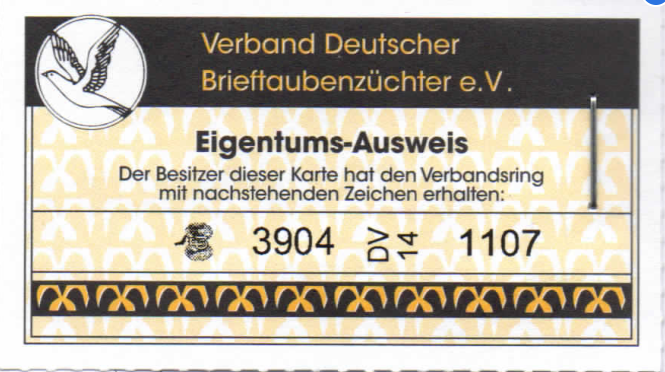 Verband Deutscher
Brieftaubenzüchter e.V.
Eigentums-Ausweis
Der Besitzer dieser Karte hat den Verbandsring
mit nachstehenden Zeichen erhalten:
3904 DV 14 1107